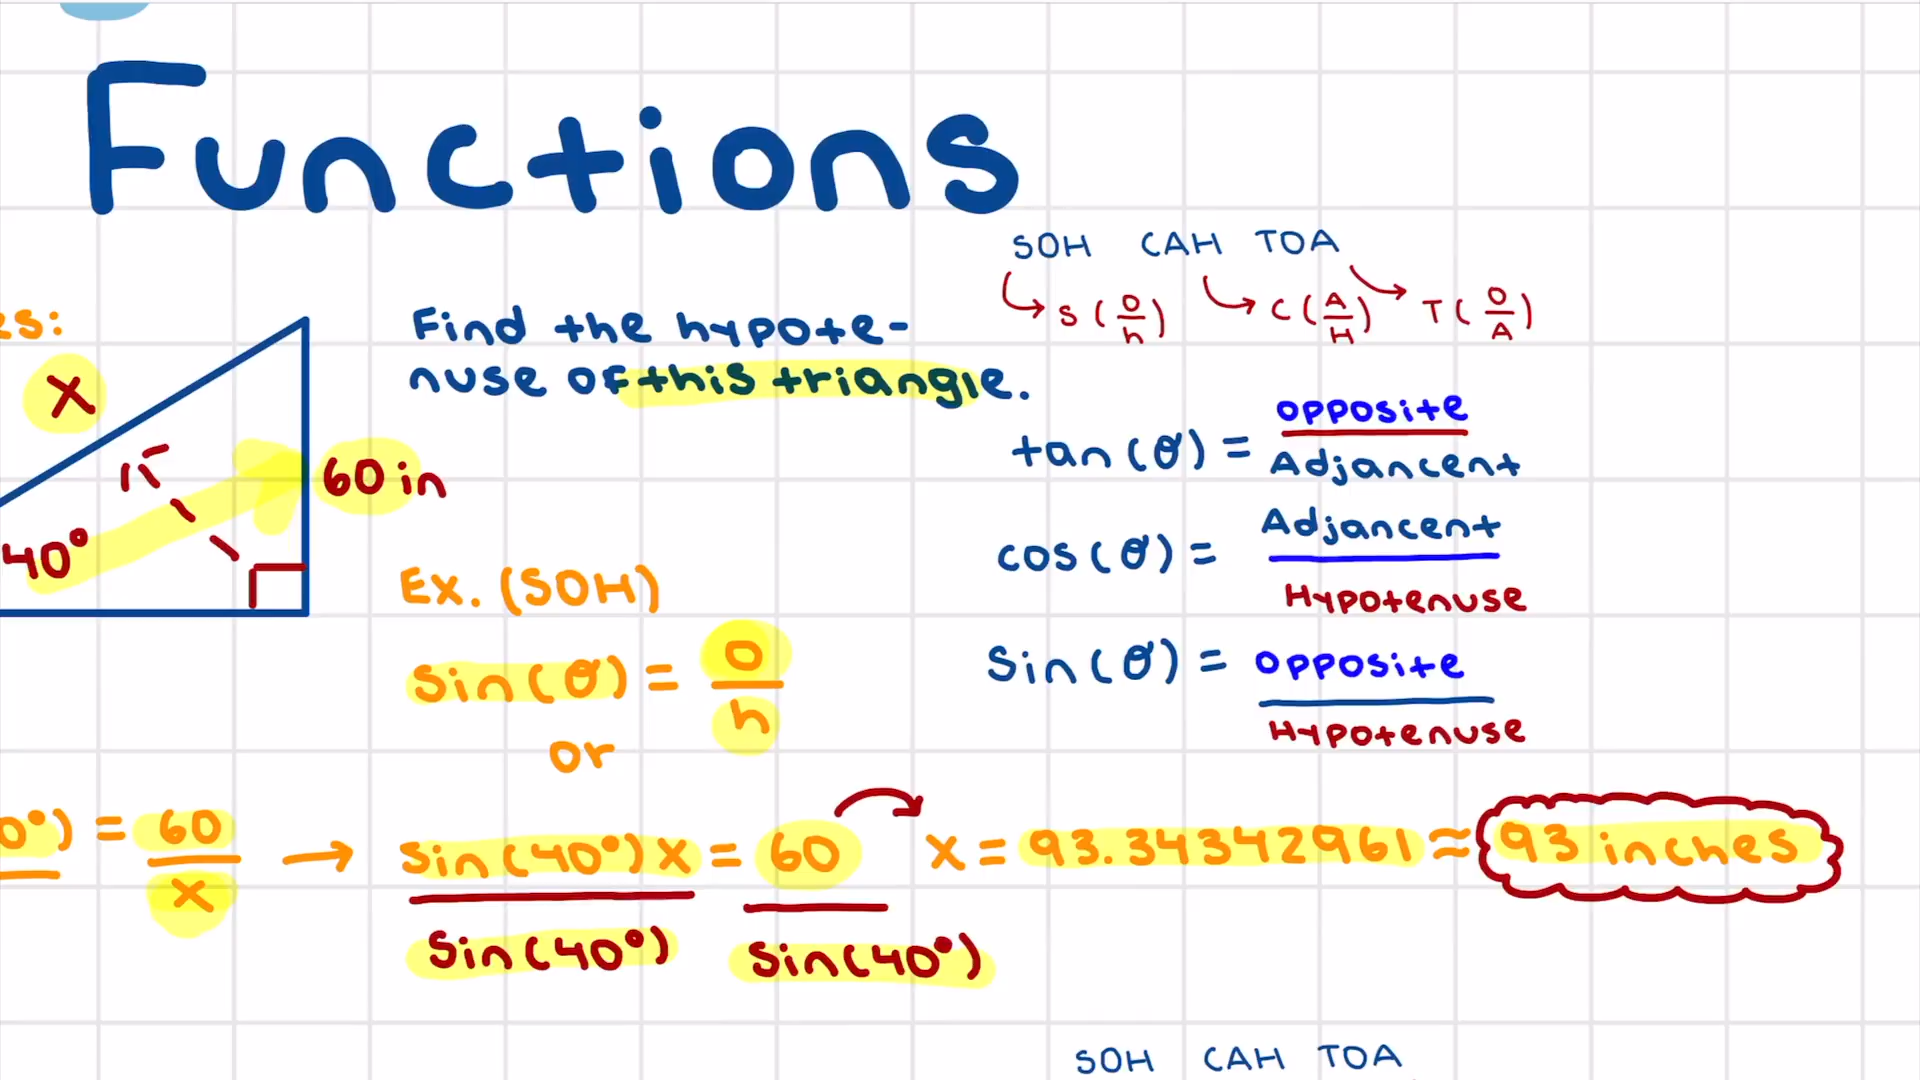 Functions
SOH CAH TOA
S(O/h) C(A/H) T(O/A)
es:
Find the hypote-
nuse of this triangle.
x
60 in
40°
tan(θ) = opposite / Adjancent
cos(θ) = Adjancent / Hypotenuse
Ex. (SOH)
Sin(θ) = O/h
or
Sin(θ) = opposite / Hypotenuse
0°) = 60/x → Sin(40°)x / Sin(40°) = 60 / Sin(40°) x = 93.34342961 ≈ 93 inches
SOH CAH TOA